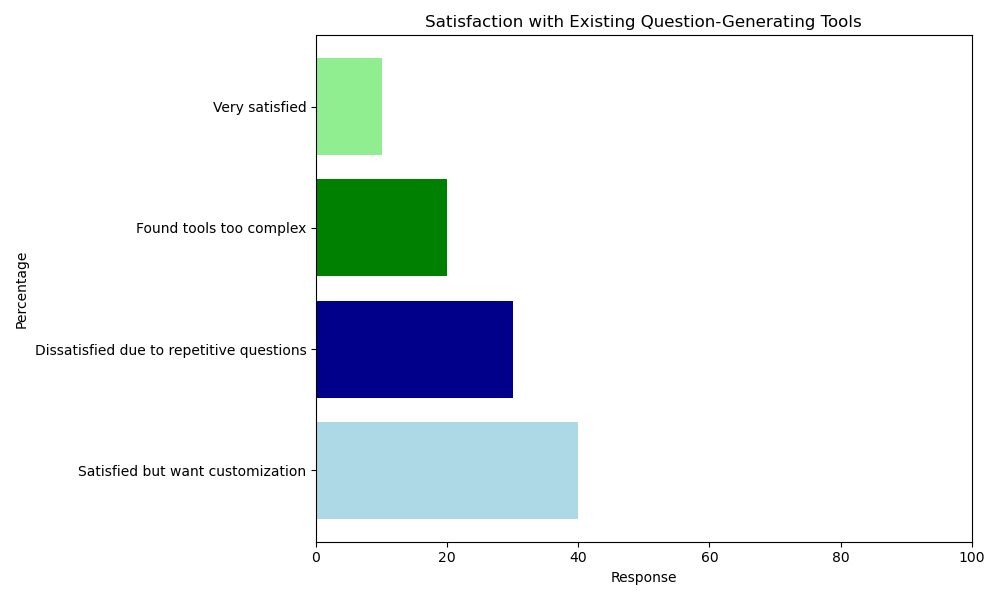 Satisfaction with Existing Question-Generating Tools
Very satisfied
Found tools too complex
Dissatisfied due to repetitive questions
Satisfied but want customization
Percentage
0 20 40 60 80 100
Response